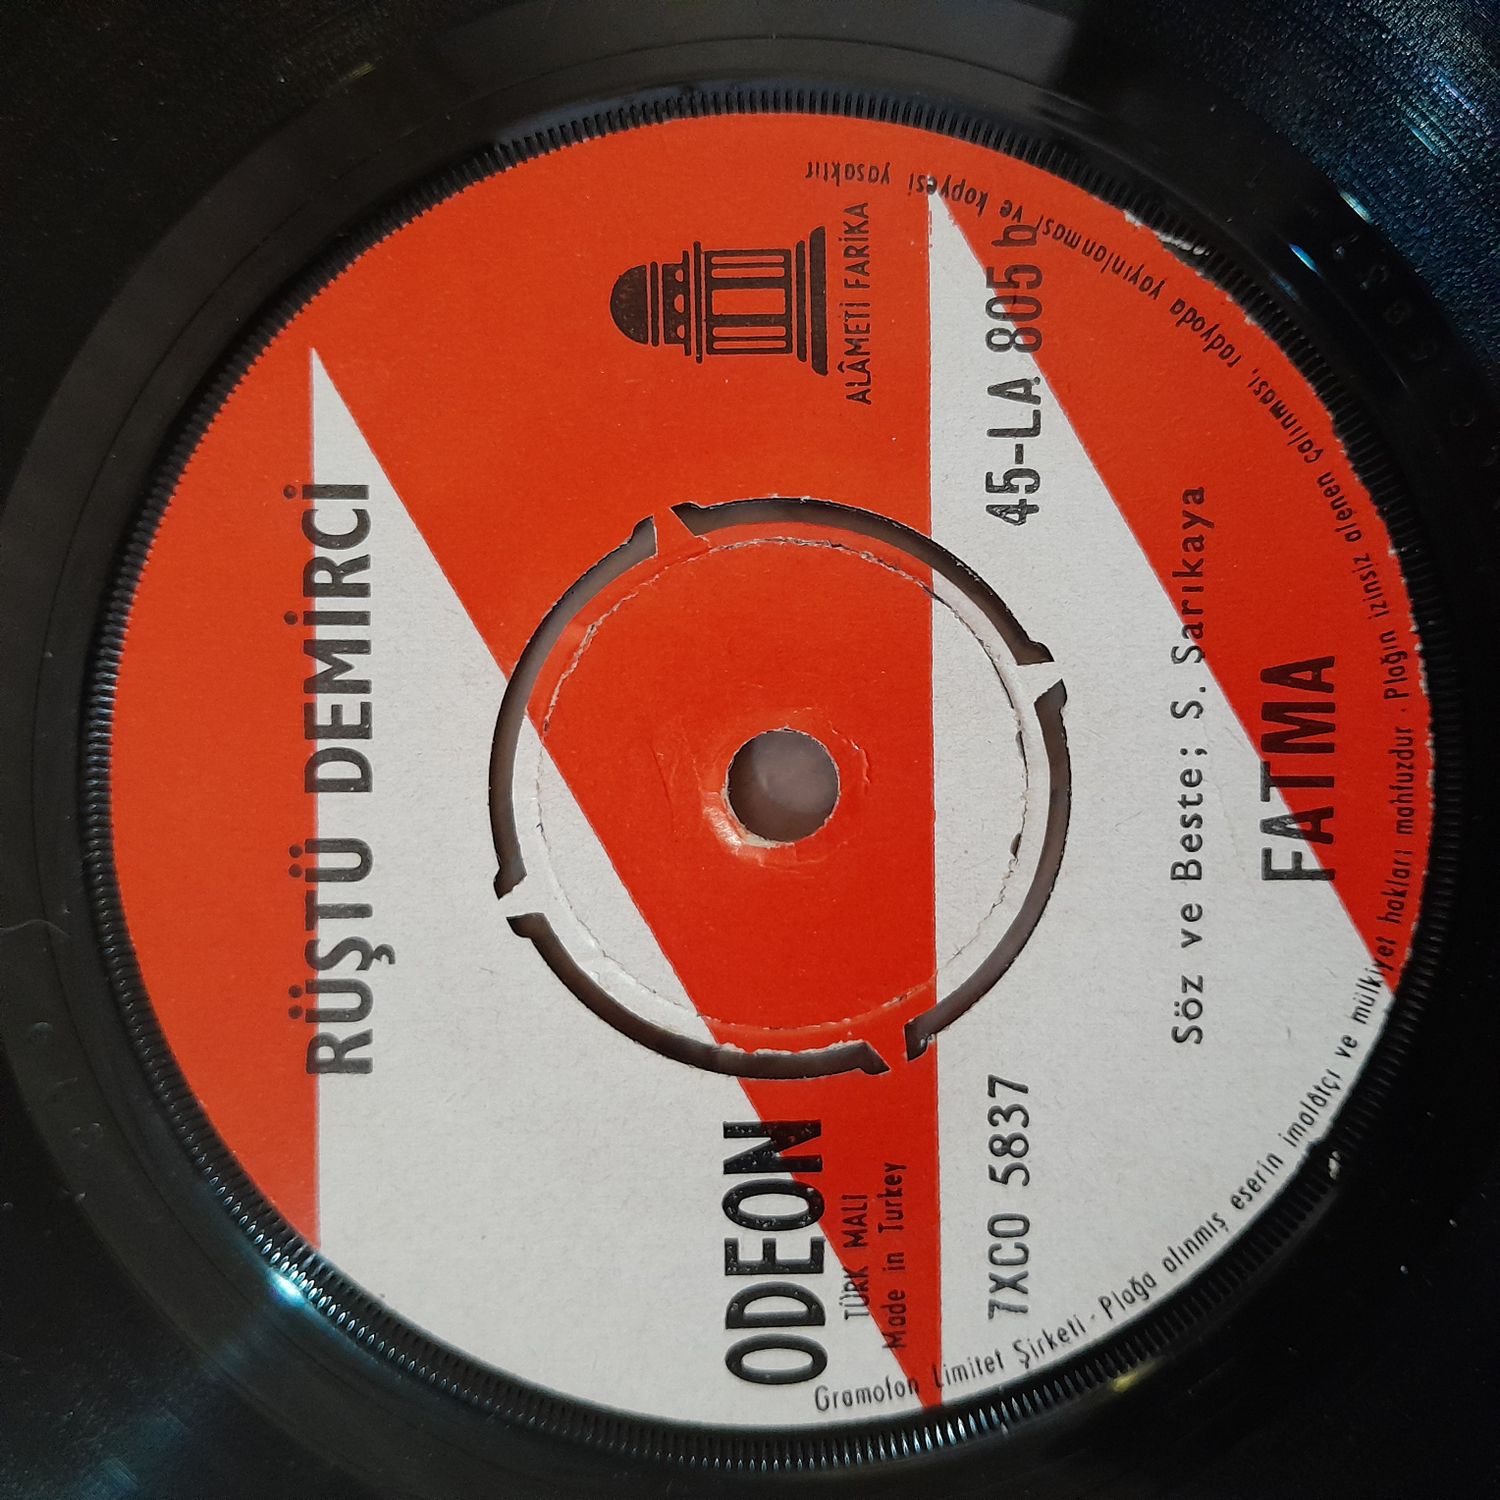 RÜŞTÜ DEMİRCİ
ODEON
TÜRK MALI
Made in Turkey
ALÂMETİ FARİKA
7XCO 5837
45-LA 805 b
Söz ve Beste; S. Sarıkaya
FATMA
Gramofon Limitet Şirketi - Plağa alınmış eserin imalâtçı ve mülkiyet hakları mahfuzdur - Plağın izinsiz alenen çalınması, radyoda yayınlanması ve kopyesi yasaktır